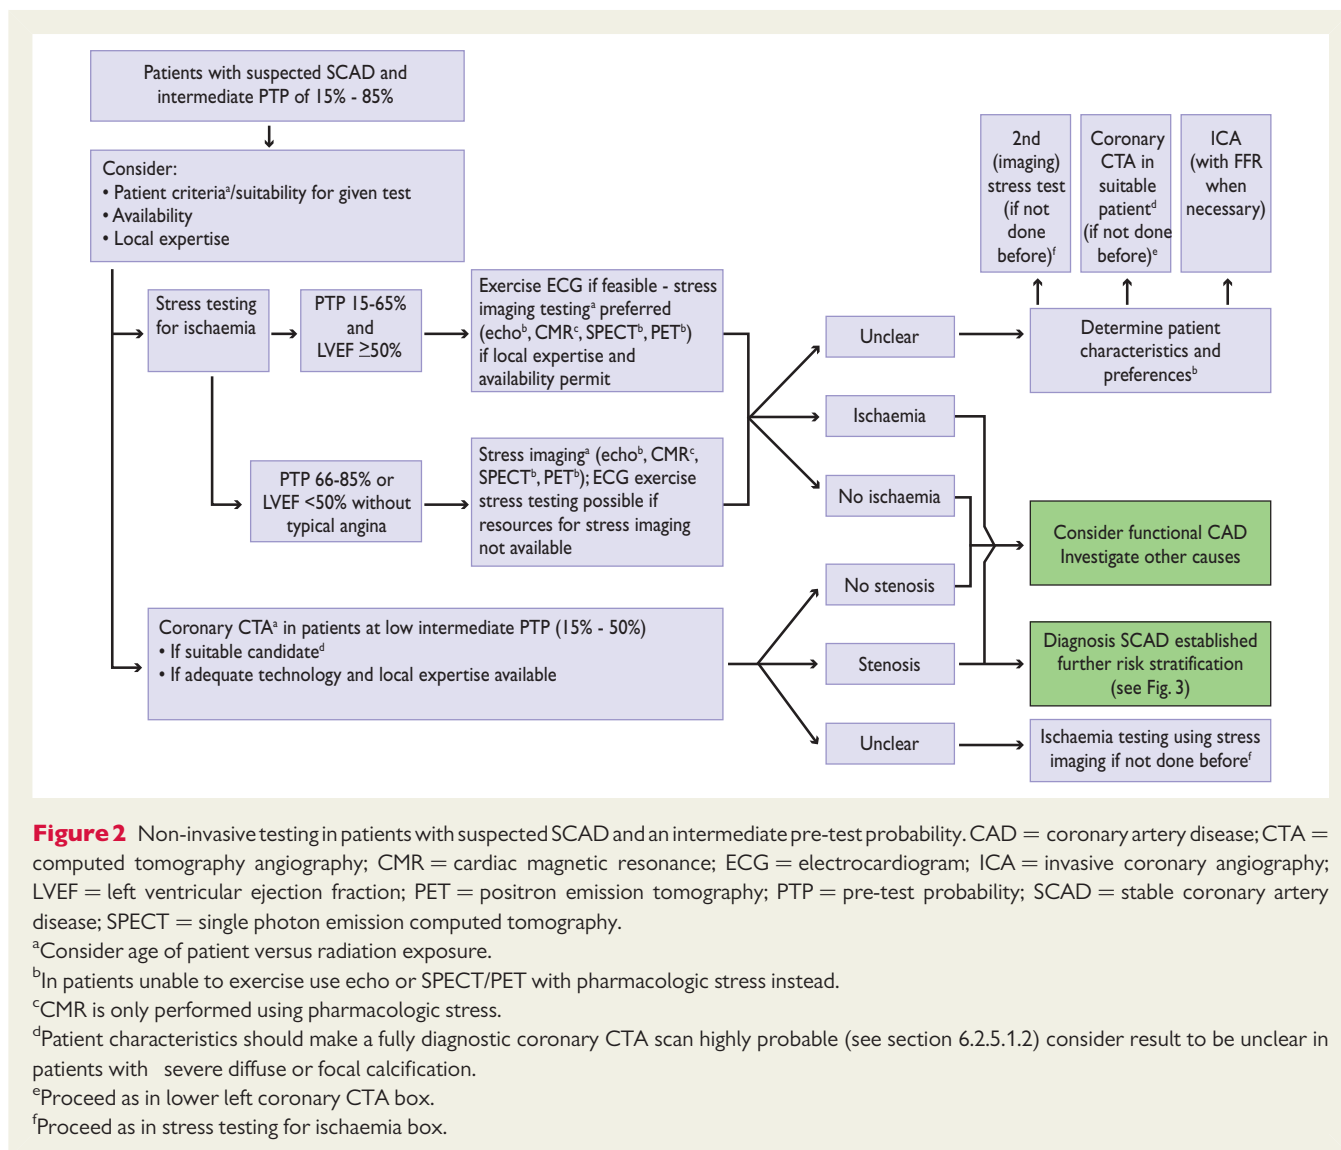 Patients with suspected SCAD and
intermediate PTP of 15% - 85%
Consider:
• Patient criteriaᵃ/suitability for given test
• Availability
• Local expertise
Stress testing
for ischaemia
PTP 15-65%
and
LVEF ≥50%
Exercise ECG if feasible - stress
imaging testingᵃ preferred
(echoᵇ, CMRᶜ, SPECTᵇ, PETᵇ)
if local expertise and
availability permit
PTP 66-85% or
LVEF <50% without
typical angina
Stress imagingᵃ (echoᵇ, CMRᶜ,
SPECTᵇ, PETᵇ); ECG exercise
stress testing possible if
resources for stress imaging
not available
Coronary CTAᵃ in patients at low intermediate PTP (15% - 50%)
• If suitable candidateᵈ
• If adequate technology and local expertise available
Unclear
Ischaemia
No ischaemia
No stenosis
Stenosis
Unclear
2nd
(imaging)
stress test
(if not
done
before)ᶠ
Coronary
CTA in
suitable
patientᵈ
(if not done
before)ᵉ
ICA
(with FFR
when
necessary)
Determine patient
characteristics and
preferencesᵇ
Consider functional CAD
Investigate other causes
Diagnosis SCAD established
further risk stratification
(see Fig. 3)
Ischaemia testing using stress
imaging if not done beforeᶠ
Figure 2 Non-invasive testing in patients with suspected SCAD and an intermediate pre-test probability. CAD = coronary artery disease; CTA =
computed tomography angiography; CMR = cardiac magnetic resonance; ECG = electrocardiogram; ICA = invasive coronary angiography;
LVEF = left ventricular ejection fraction; PET = positron emission tomography; PTP = pre-test probability; SCAD = stable coronary artery
disease; SPECT = single photon emission computed tomography.
ᵃConsider age of patient versus radiation exposure.
ᵇIn patients unable to exercise use echo or SPECT/PET with pharmacologic stress instead.
ᶜCMR is only performed using pharmacologic stress.
ᵈPatient characteristics should make a fully diagnostic coronary CTA scan highly probable (see section 6.2.5.1.2) consider result to be unclear in
patients with severe diffuse or focal calcification.
ᵉProceed as in lower left coronary CTA box.
ᶠProceed as in stress testing for ischaemia box.